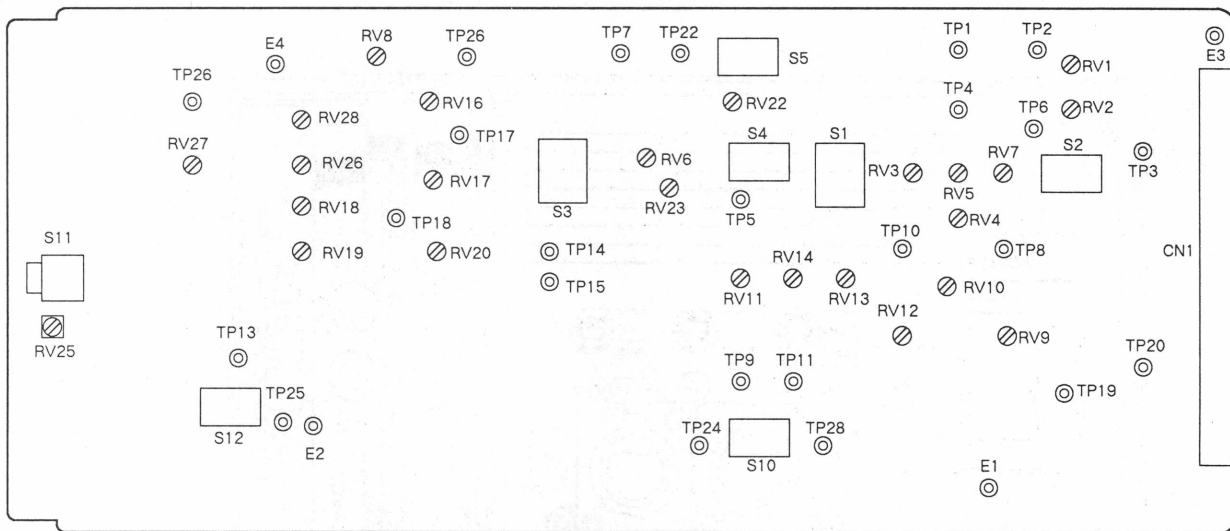 E4
RV8
TP26
TP7
TP22
S5
TP1
TP2
RV1
E3
TP26
RV16
RV22
TP4
RV2
RV28
TP17
TP6
RV27
RV26
RV17
S3
RV6
RV23
S4
S1
RV3
RV5
RV7
S2
TP3
RV18
TP18
TP5
RV4
S11
RV19
RV20
TP14
TP15
TP10
TP8
CN1
RV11
RV14
RV13
RV10
RV25
TP13
RV12
RV9
TP20
TP9
TP11
TP19
TP25
S12
E2
TP24
S10
TP28
E1